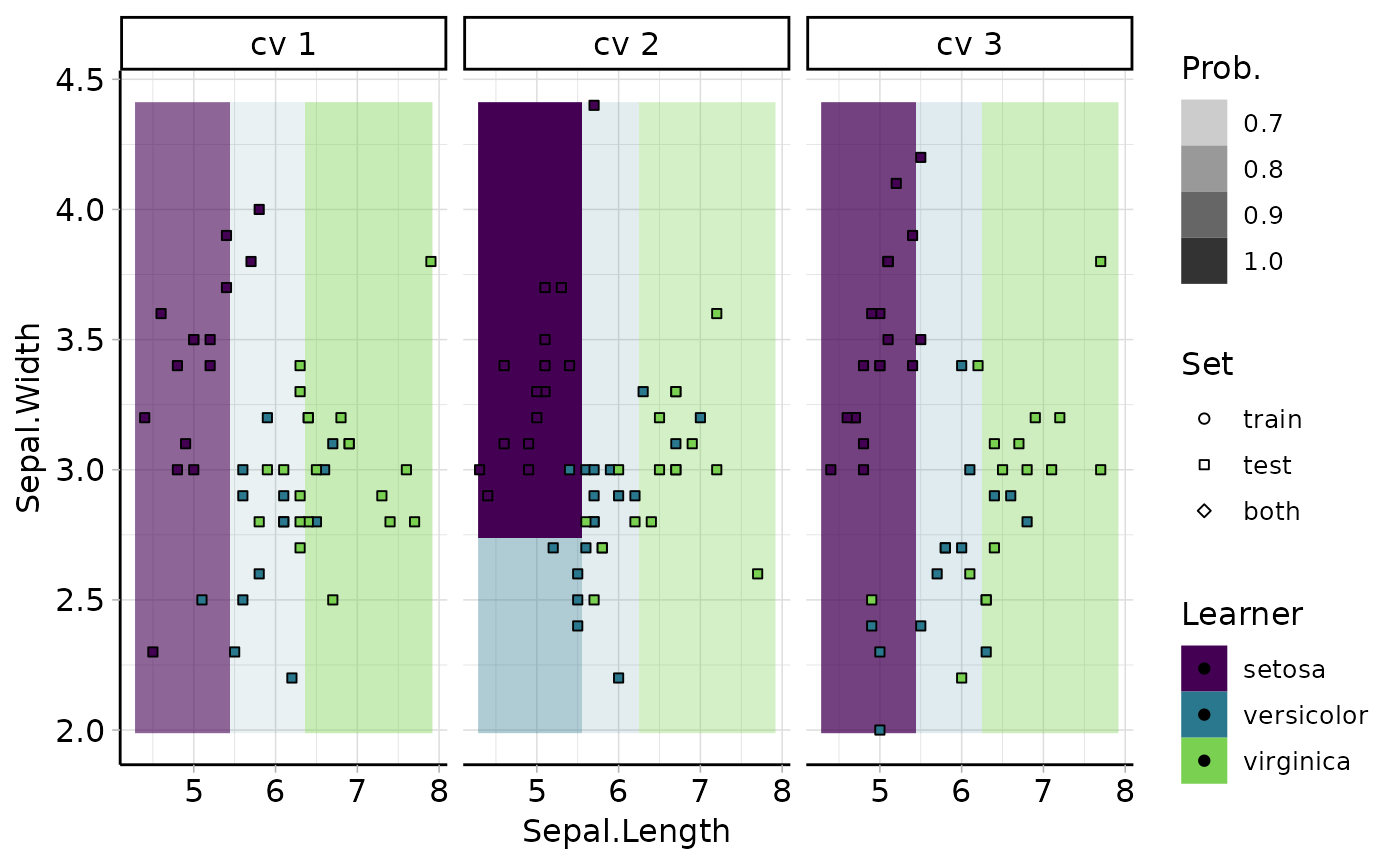 cv 1
cv 2
cv 3
4.5
4.0
3.5
3.0
2.5
2.0
Sepal.Width
5 6 7 8
5 6 7 8
5 6 7 8
Sepal.Length
Prob.
0.7
0.8
0.9
1.0
Set
train
test
both
Learner
setosa
versicolor
virginica